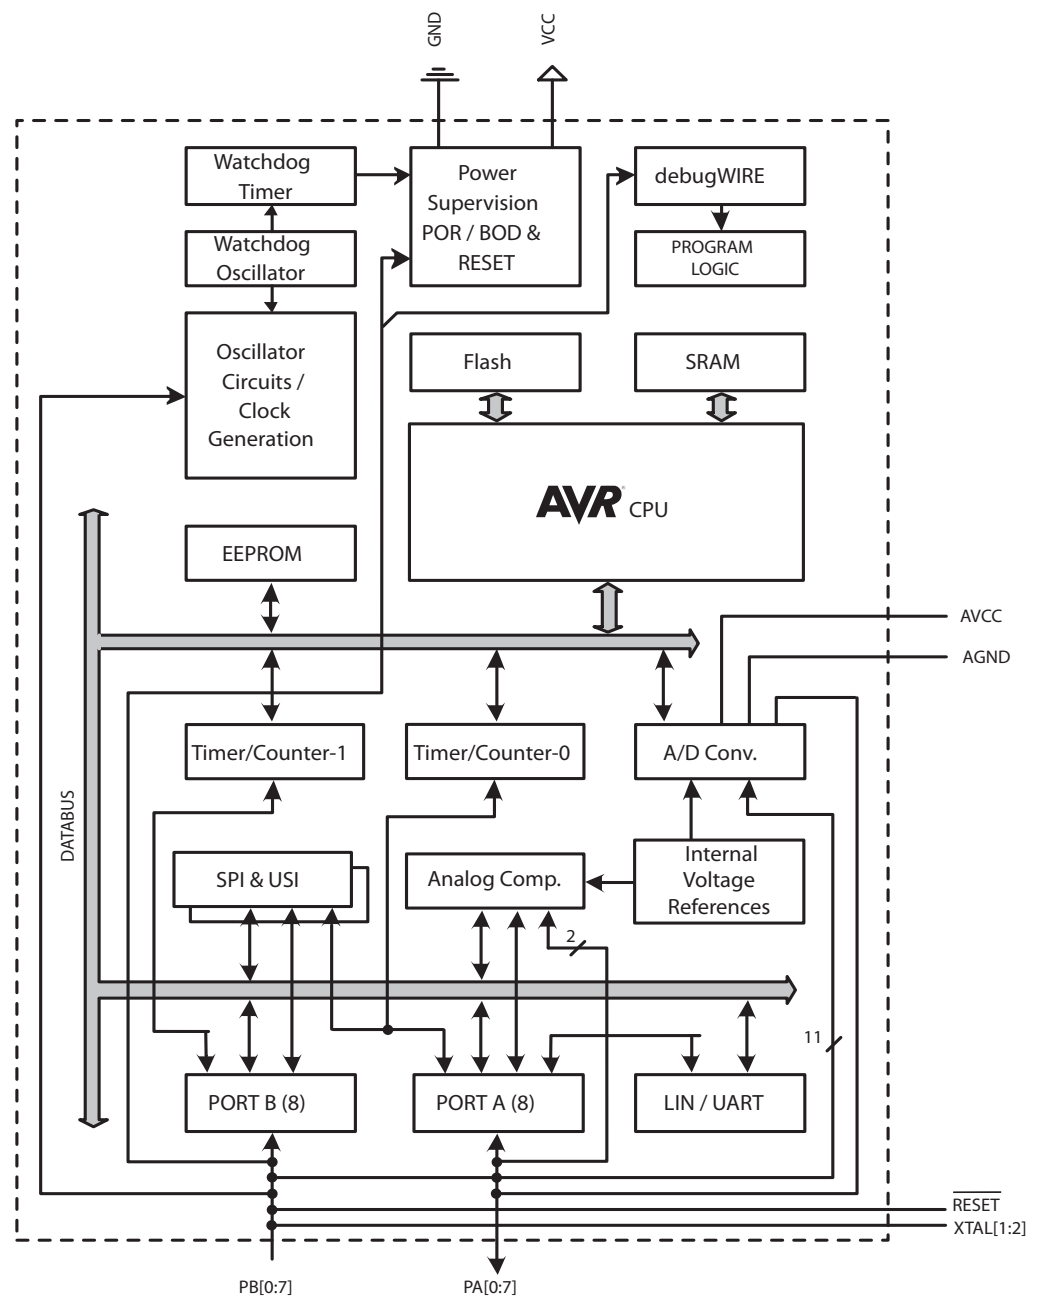 GND
VCC
Watchdog
Timer
Power
Supervision
POR / BOD &
RESET
debugWIRE
Watchdog
Oscillator
PROGRAM
LOGIC
Oscillator
Circuits /
Clock
Generation
Flash
SRAM
AVR® CPU
EEPROM
AVCC
AGND
Timer/Counter-1
Timer/Counter-0
A/D Conv.
DATABUS
SPI & USI
Analog Comp.
Internal
Voltage
References
2
11
PORT B (8)
PORT A (8)
LIN / UART
RESET
XTAL[1:2]
PB[0:7]
PA[0:7]